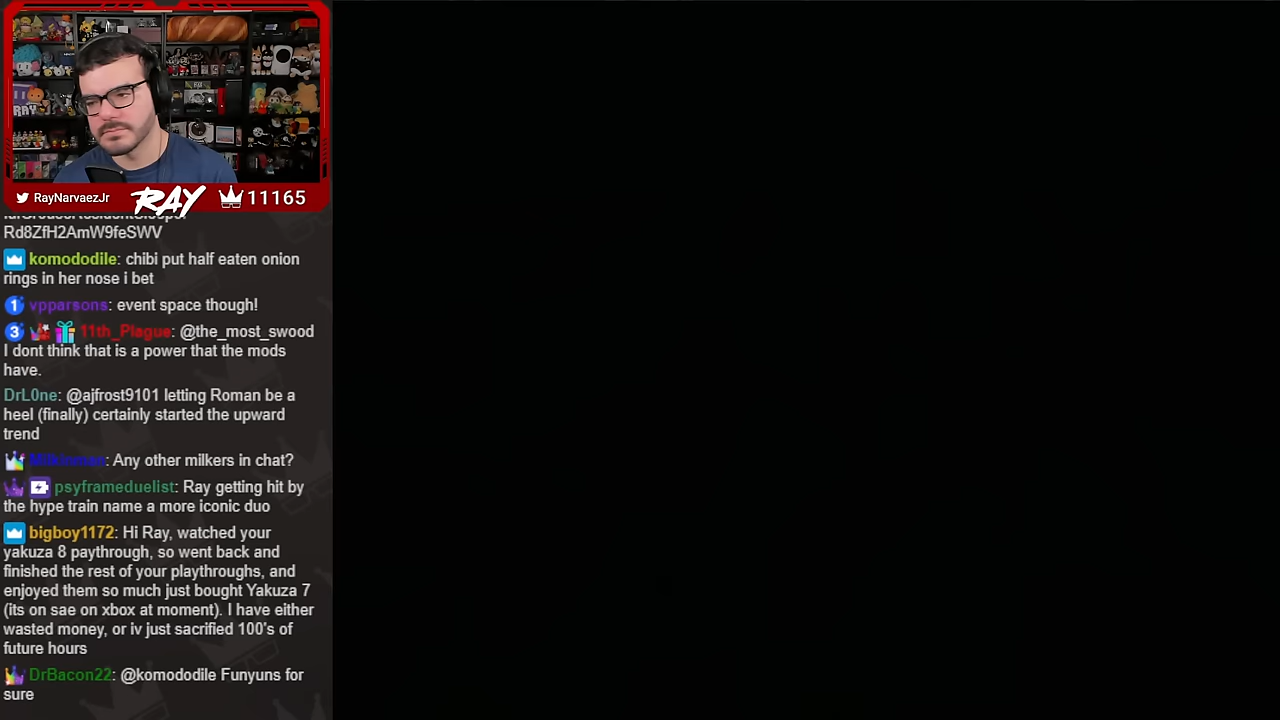 RAY
RayNarvaezJr
RAY
11165
Rd8ZfH2AmW9feSWV
komododile: chibi put half eaten onion
rings in her nose i bet
1 vpparsons: event space though!
3 11th_Plague: @the_most_swood
I dont think that is a power that the mods
have.
DrL0ne: @ajfrost9101 letting Roman be a
heel (finally) certainly started the upward
trend
: Any other milkers in chat?
psyframeduelist: Ray getting hit by
the hype train name a more iconic duo
bigboy1172: Hi Ray, watched your
yakuza 8 paythrough, so went back and
finished the rest of your playthroughs, and
enjoyed them so much just bought Yakuza 7
(its on sae on xbox at moment). I have either
wasted money, or iv just sacrified 100's of
future hours
DrBacon22: @komododile Funyuns for
sure